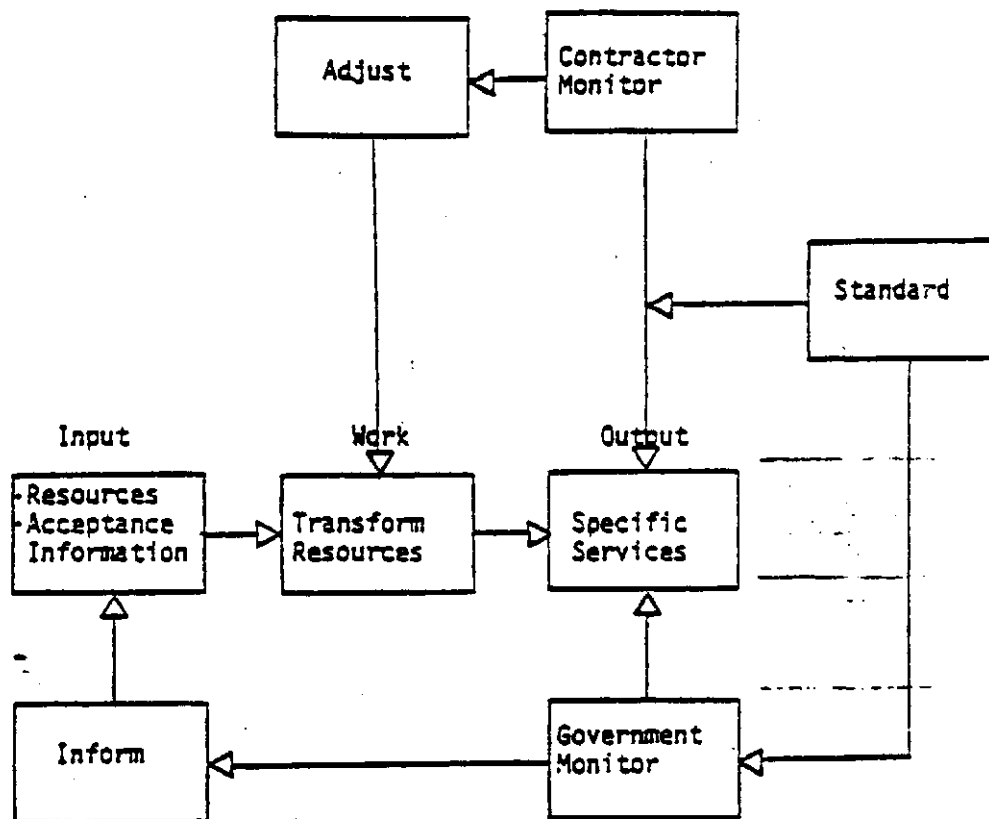 Adjust
Contractor
Monitor
Standard
Input
Work
Output
·Resources
·Acceptance
Information
Transform
Resources
Specific
Services
Inform
Government
Monitor